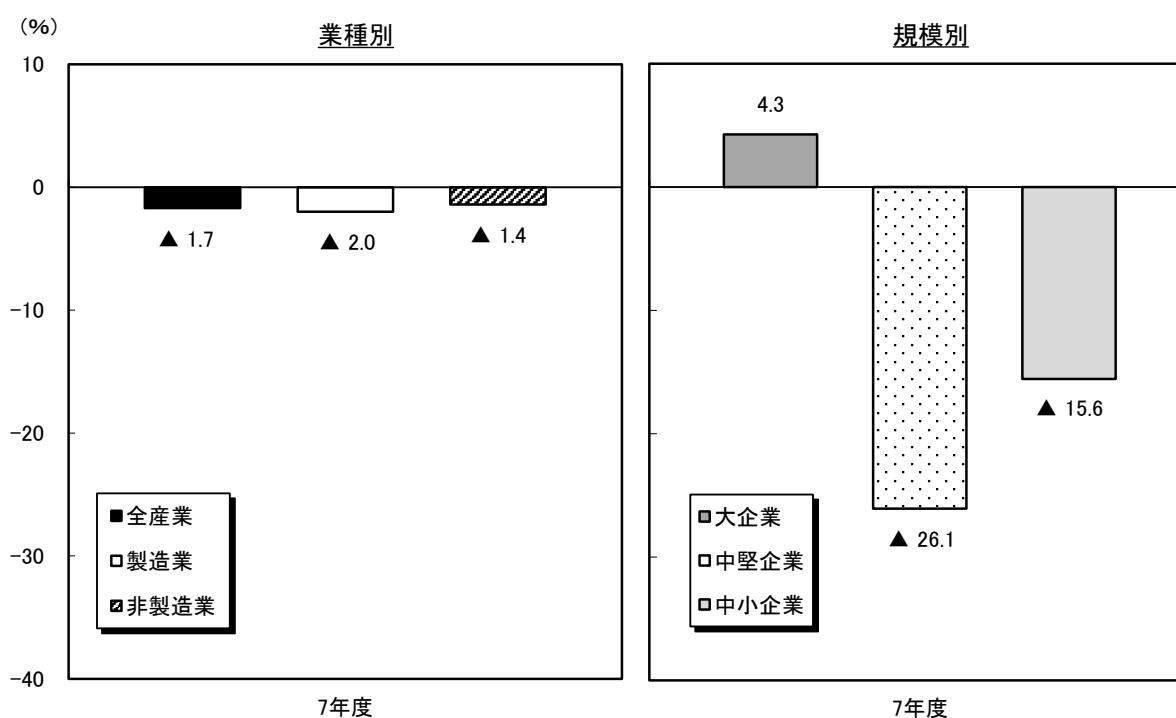 （%）
業種別
規模別
10
0
-10
-20
-30
-40
▲ 1.7
▲ 2.0
▲ 1.4
■全産業
□製造業
非製造業
7年度
4.3
▲ 26.1
▲ 15.6
大企業
中堅企業
中小企業
7年度